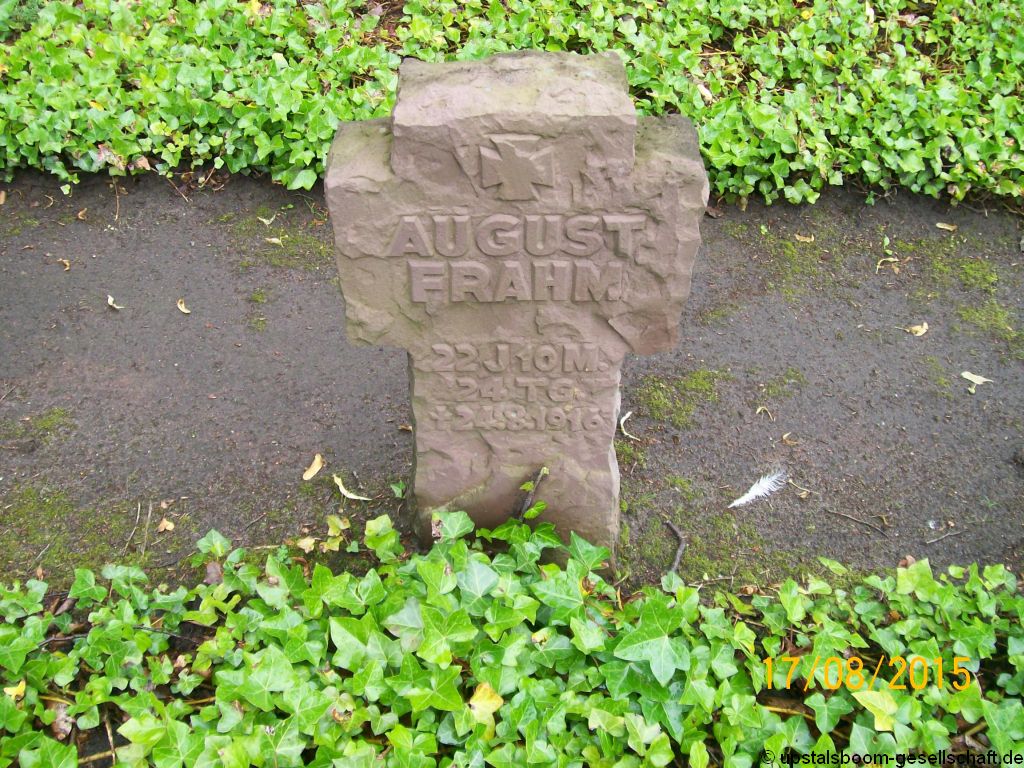 AUGUST
FRAHM
22 J 10 M.
24 TG.
† 24.8.1916
17/08/2015
© upstalsboom-gesellschaft.de